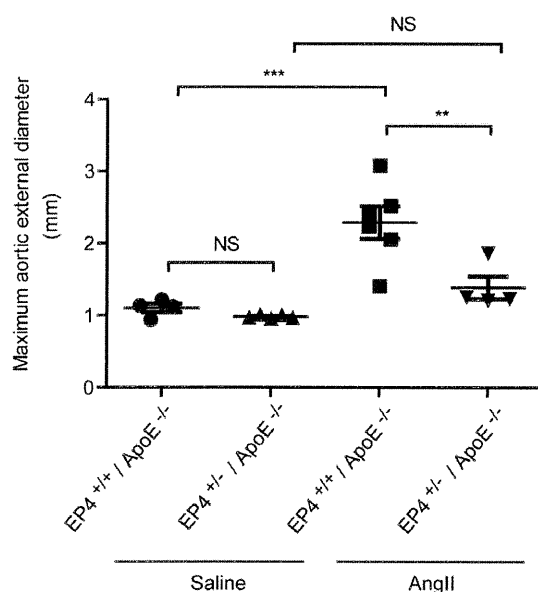 NS
***
**
NS
Maximum aortic external diameter
(mm)
4
3
2
1
0
EP4 +/+ / ApoE -/-
EP4 +/- / ApoE -/-
EP4 +/+ / ApoE -/-
EP4 +/- / ApoE -/-
Saline
AngII